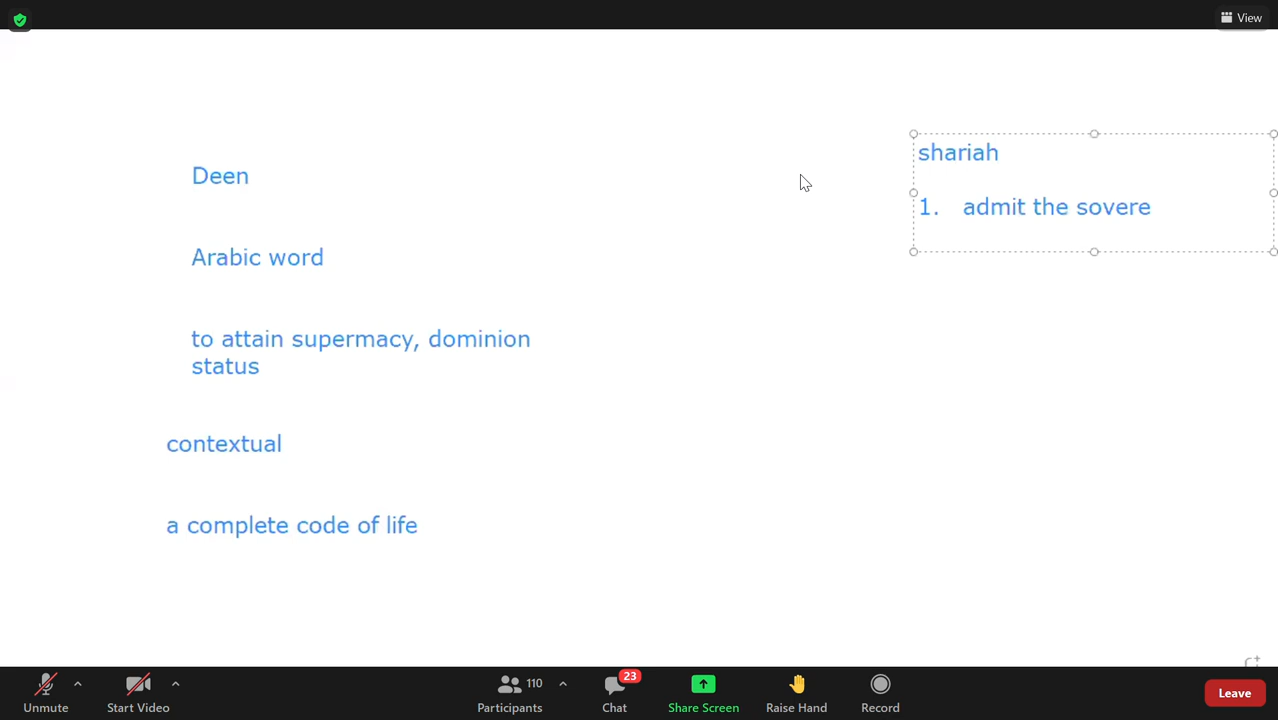 View
shariah
Deen
1. admit the sovere
Arabic word
to attain supermacy, dominion
status
contextual
a complete code of life
110
23
Unmute
Start Video
Participants
Chat
Share Screen
Raise Hand
Record
Leave